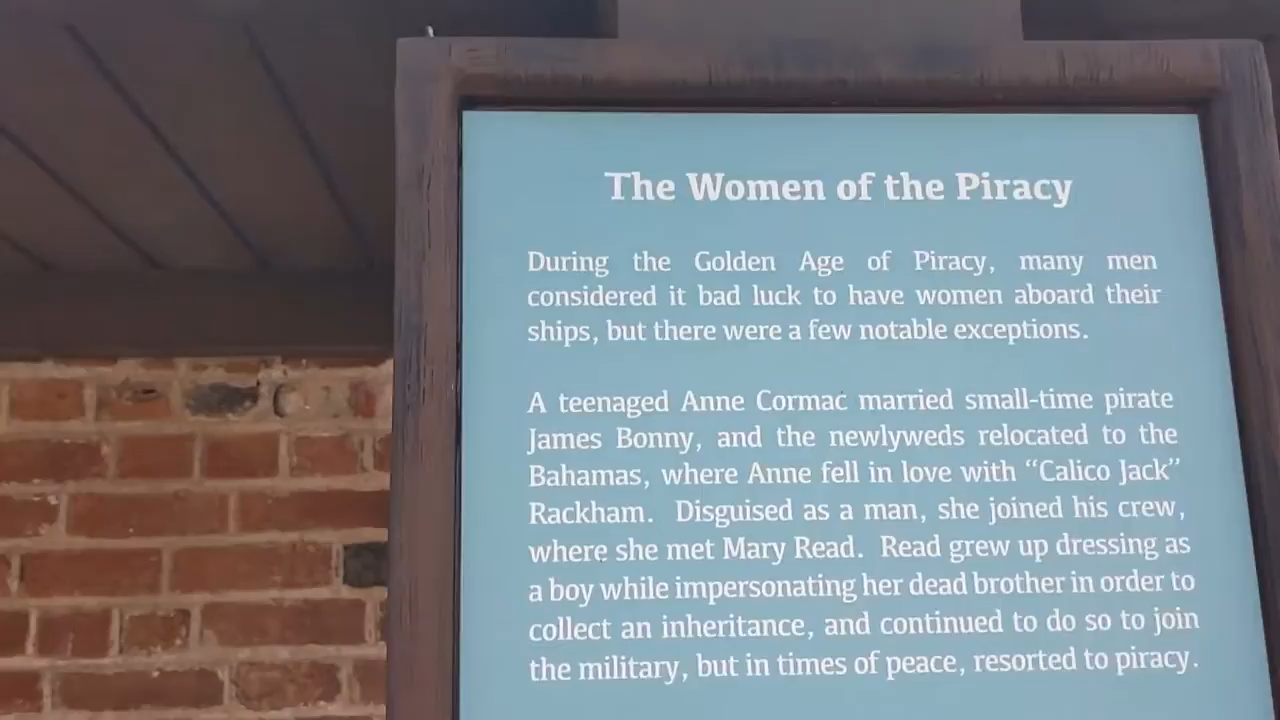 The Women of the Piracy
During the Golden Age of Piracy, many men
considered it bad luck to have women aboard their
ships, but there were a few notable exceptions.
A teenaged Anne Cormac married small-time pirate
James Bonny, and the newlyweds relocated to the
Bahamas, where Anne fell in love with “Calico Jack”
Rackham. Disguised as a man, she joined his crew,
where she met Mary Read. Read grew up dressing as
a boy while impersonating her dead brother in order to
collect an inheritance, and continued to do so to join
the military, but in times of peace, resorted to piracy.